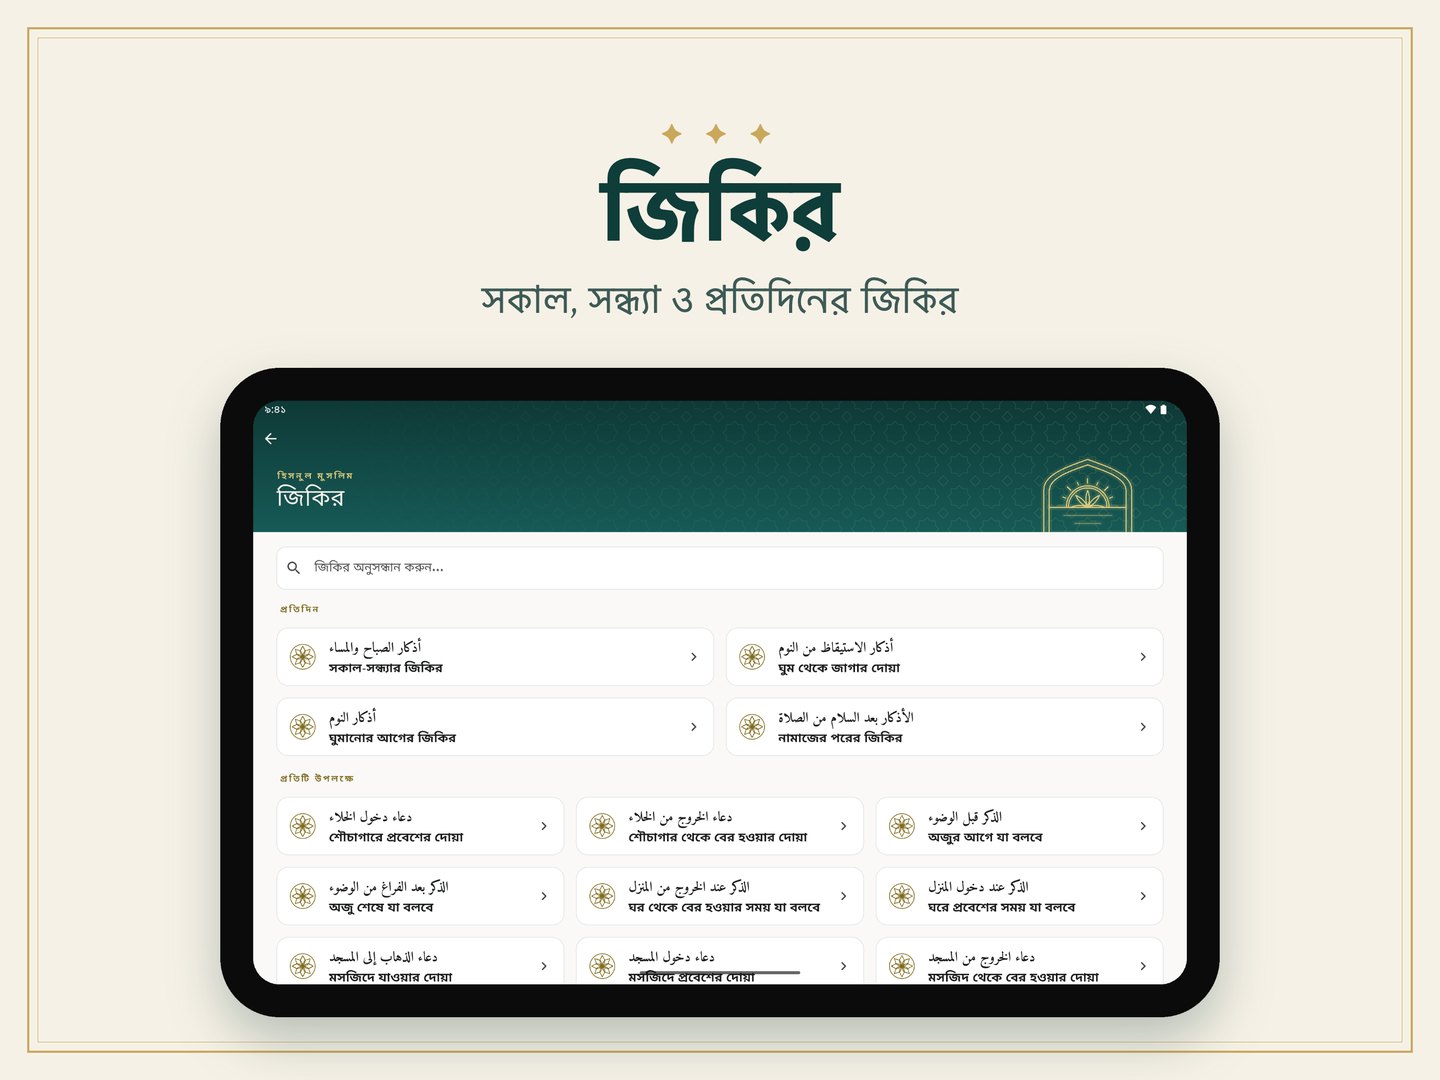 জিকির
সকাল, সন্ধ্যা ও প্রতিদিনের জিকির
৯:৪১
হিসনুল মুসলিম
জিকির
জিকির অনুসন্ধান করুন...
প্রতিদিন
أذكار الصباح والمساء
সকাল-সন্ধ্যার জিকির
أذكار الاستيقاظ من النوم
ঘুম থেকে জাগার দোয়া
أذكار النوم
ঘুমানোর আগের জিকির
الأذكار بعد السلام من الصلاة
নামাজের পরের জিকির
প্রতিটি উপলক্ষে
دعاء دخول الخلاء
শৌচাগারে প্রবেশের দোয়া
دعاء الخروج من الخلاء
শৌচাগার থেকে বের হওয়ার দোয়া
الذكر قبل الوضوء
অজুর আগে যা বলবে
الذكر بعد الفراغ من الوضوء
অজু শেষে যা বলবে
الذكر عند الخروج من المنزل
ঘর থেকে বের হওয়ার সময় যা বলবে
الذكر عند دخول المنزل
ঘরে প্রবেশের সময় যা বলবে
دعاء الذهاب إلى المسجد
মসজিদে যাওয়ার দোয়া
دعاء دخول المسجد
মসজিদে প্রবেশের দোয়া
دعاء الخروج من المسجد
মসজিদ থেকে বের হওয়ার দোয়া